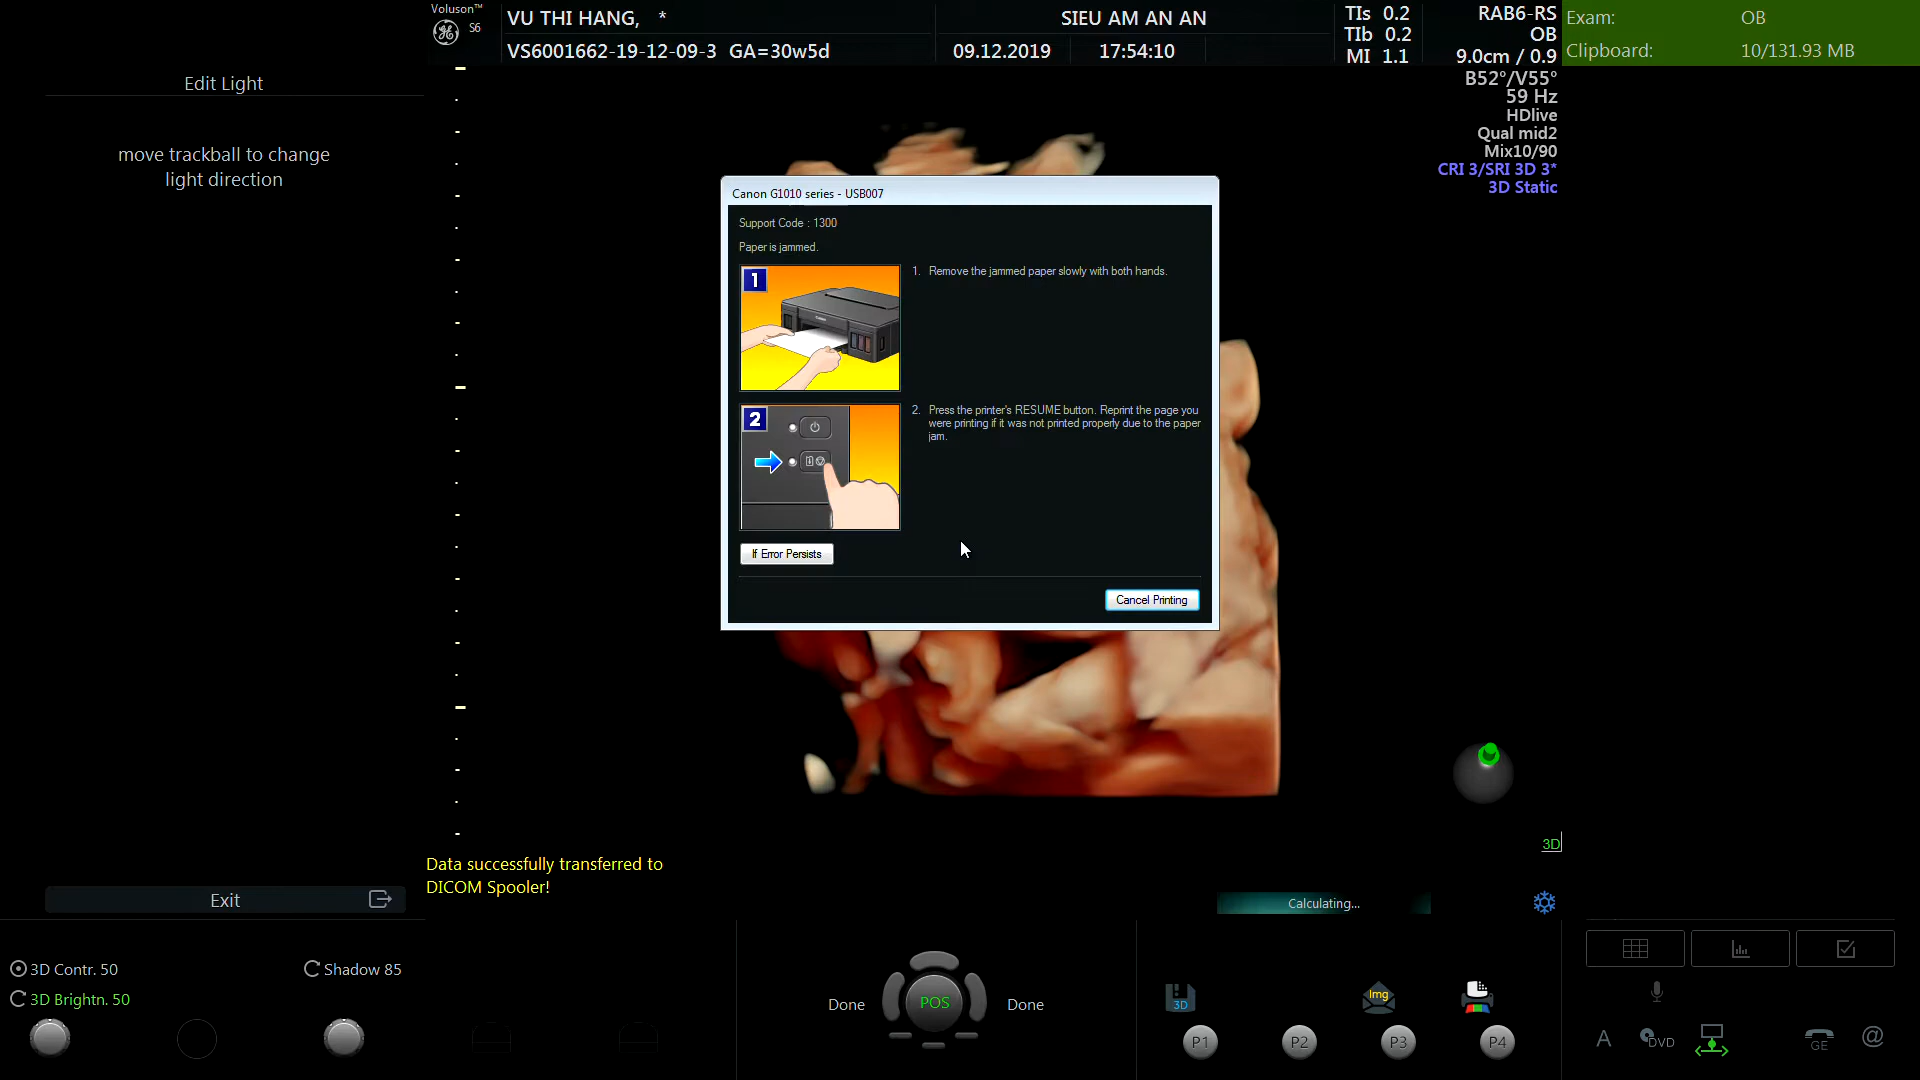 Voluson™
S6
VU THI HANG, *
VS6001662-19-12-09-3 GA=30w5d
SIEU AM AN AN
09.12.2019 17:54:10
TIs 0.2
TIb 0.2
MI 1.1
RAB6-RS
OB
9.0cm / 0.9
B52°/V55°
59 Hz
HDlive
Qual mid2
Mix10/90
CRI 3/SRI 3D 3*
3D Static
Exam: OB
Clipboard: 10/131.93 MB
Edit Light
move trackball to change
light direction
Canon G1010 series - USB007
Support Code : 1300
Paper is jammed.
1
1. Remove the jammed paper slowly with both hands.
2
2. Press the printer's RESUME button. Reprint the page you
were printing if it was not printed properly due to the paper
jam.
If Error Persists
Cancel Printing
3D
Data successfully transferred to
DICOM Spooler!
Exit
Calculating...
3D Contr. 50
Shadow 85
3D Brightn. 50
Done
POS
Done
3D
Img
P1
P2
P3
P4
A
DVD
GE
@